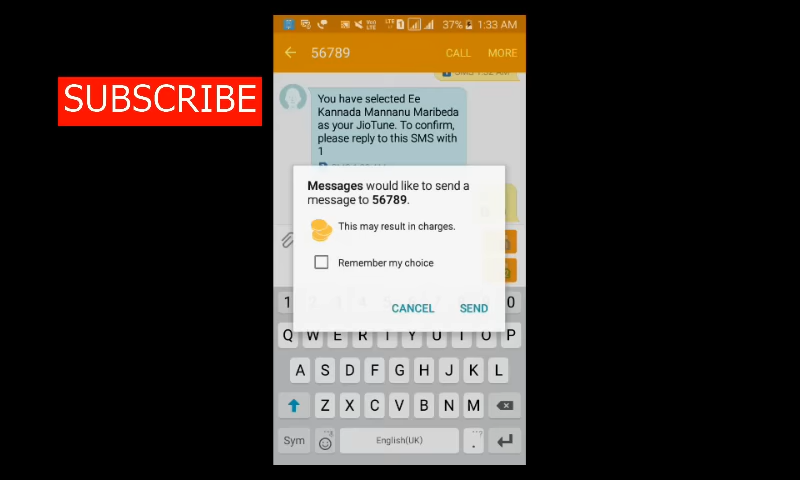 37% 1:33 AM
56789 CALL MORE
SUBSCRIBE
You have selected Ee
Kannada Mannanu Maribeda
as your JioTune. To confirm,
please reply to this SMS with
1
Messages would like to send a
message to 56789.
This may result in charges.
Remember my choice
CANCEL SEND
Q W E R T Y U I O P
A S D F G H J K L
Z X C V B N M
Sym English(UK) .